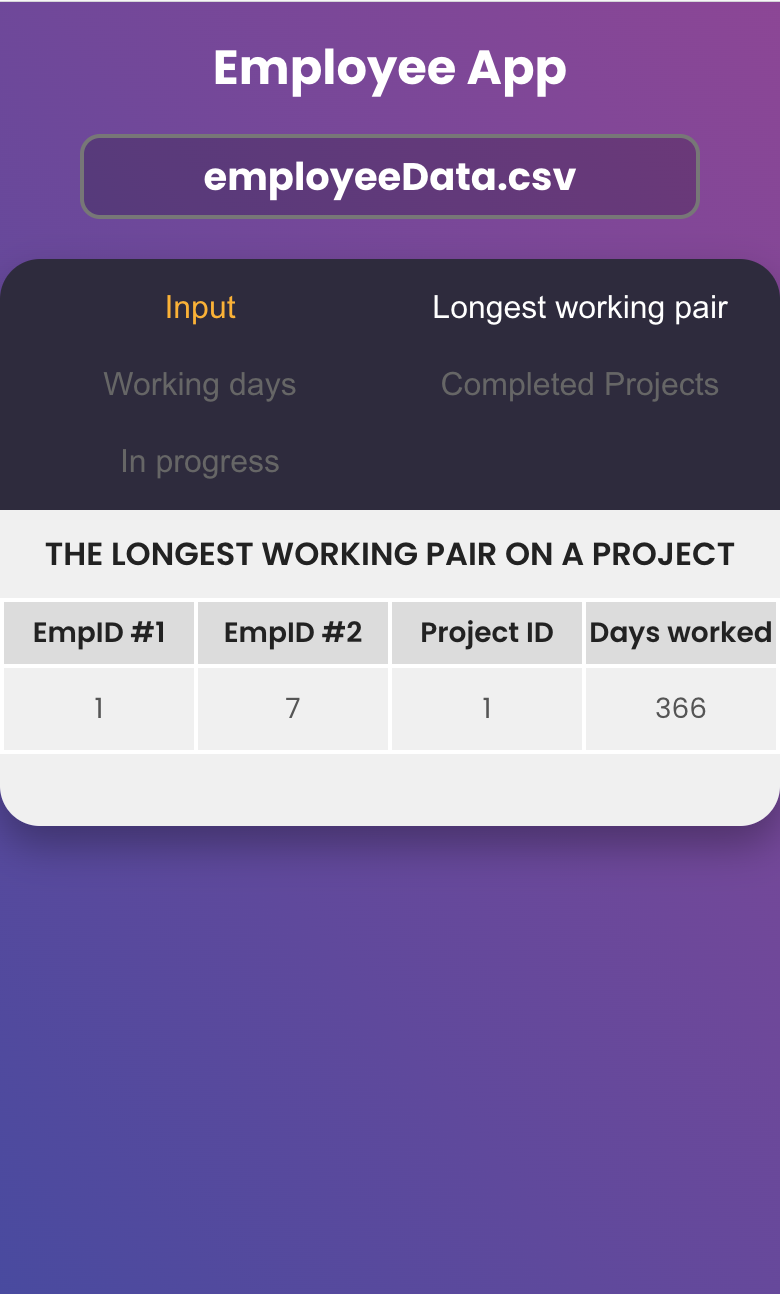 Employee App
employeeData.csv
Input Longest working pair
Working days Completed Projects
In progress
THE LONGEST WORKING PAIR ON A PROJECT
EmpID #1 EmpID #2 Project ID Days worked
1 7 1 366